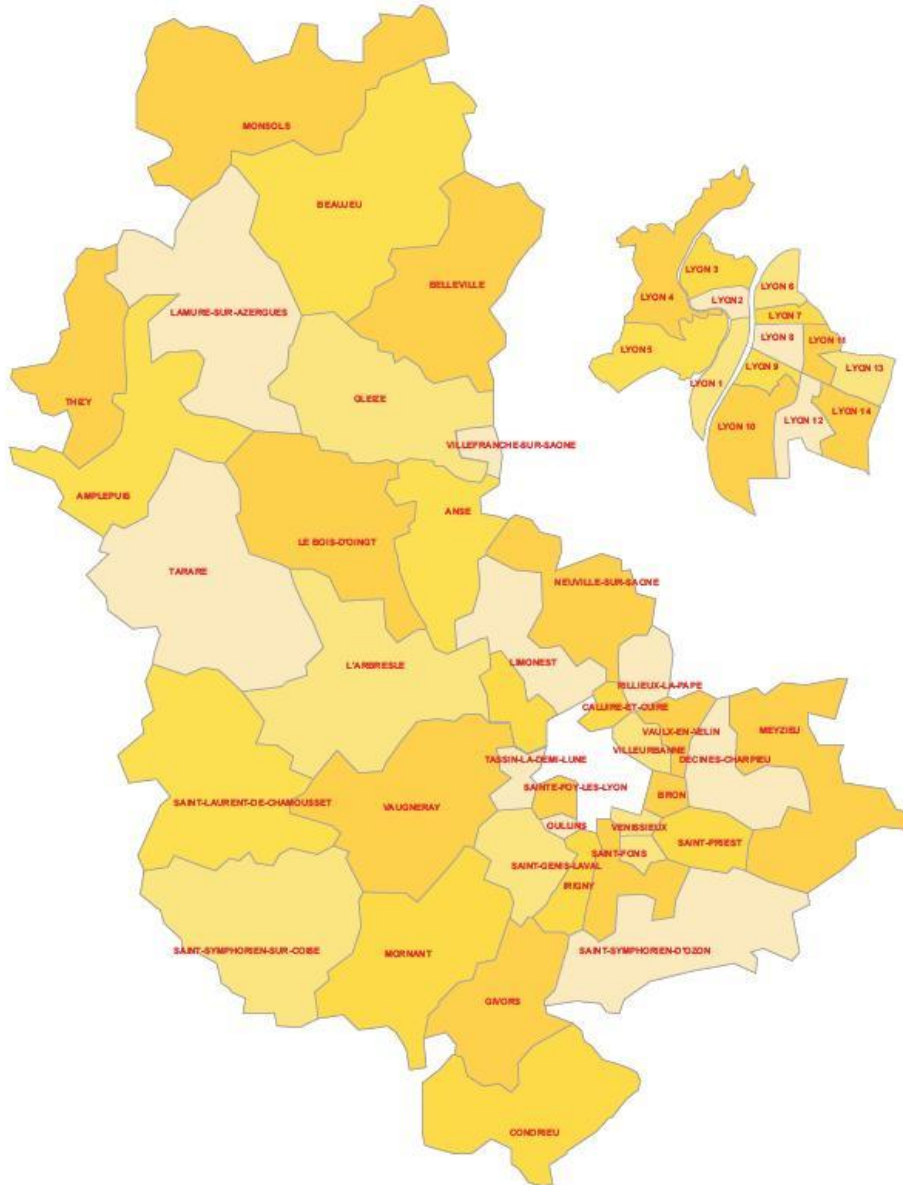 MONSOLS
BEAUJEU
BELLEVILLE
LAMURE-SUR-AZERGUES
THIZY
GLEIZE
VILLEFRANCHE-SUR-SAONE
AMPLEPUIS
ANSE
LE BOIS-D'OINGT
TARARE
NEUVILLE-SUR-SAONE
LIMONEST
L'ARBRESLE
RILLIEUX-LA-PAPE
CALUIRE-ET-CUIRE
VAULX-EN-VELIN
MEYZIEU
VILLEURBANNE
TASSIN-LA-DEMI-LUNE
DECINES-CHARPIEU
SAINTE-FOY-LES-LYON
BRON
SAINT-LAURENT-DE-CHAMOUSSET
VAUGNERAY
OULLINS
VENISSIEUX
SAINT-PRIEST
SAINT-FONS
SAINT-GENIS-LAVAL
IRIGNY
SAINT-SYMPHORIEN-SUR-COISE
MORNANT
SAINT-SYMPHORIEN-D'OZON
GIVORS
CONDRIEU
LYON 3
LYON 6
LYON 4
LYON 2
LYON 7
LYON 8
LYON 11
LYON 5
LYON 9
LYON 13
LYON 1
LYON 14
LYON 12
LYON 10